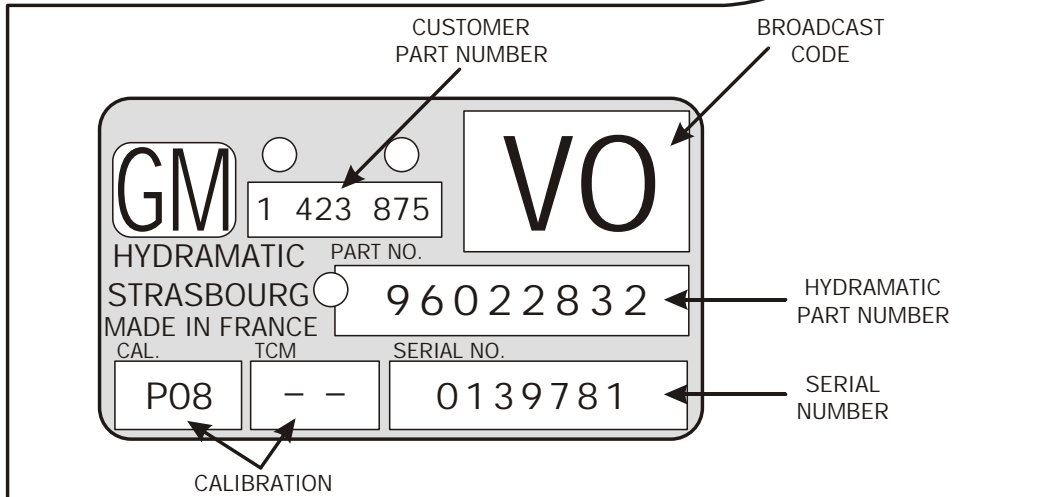 CUSTOMER
PART NUMBER
BROADCAST
CODE
GM
1 423 875
VO
HYDRAMATIC
PART NO.
STRASBOURG
96022832
HYDRAMATIC
PART NUMBER
MADE IN FRANCE
CAL.
TCM
SERIAL NO.
P08
– –
0139781
SERIAL
NUMBER
CALIBRATION